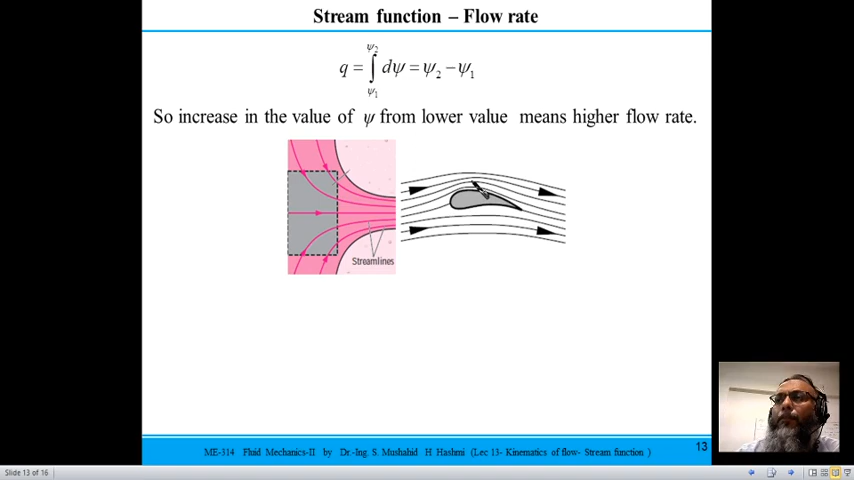 Stream function – Flow rate
q = ∫ψ₁^ψ₂ dψ = ψ₂ − ψ₁
So increase in the value of ψ from lower value means higher flow rate.
Streamlines
ME-314 Fluid Mechanics-II by Dr.-Ing. S. Mushahid H Hashmi (Lec 13- Kinematics of flow- Stream function )
13
Slide 13 of 16